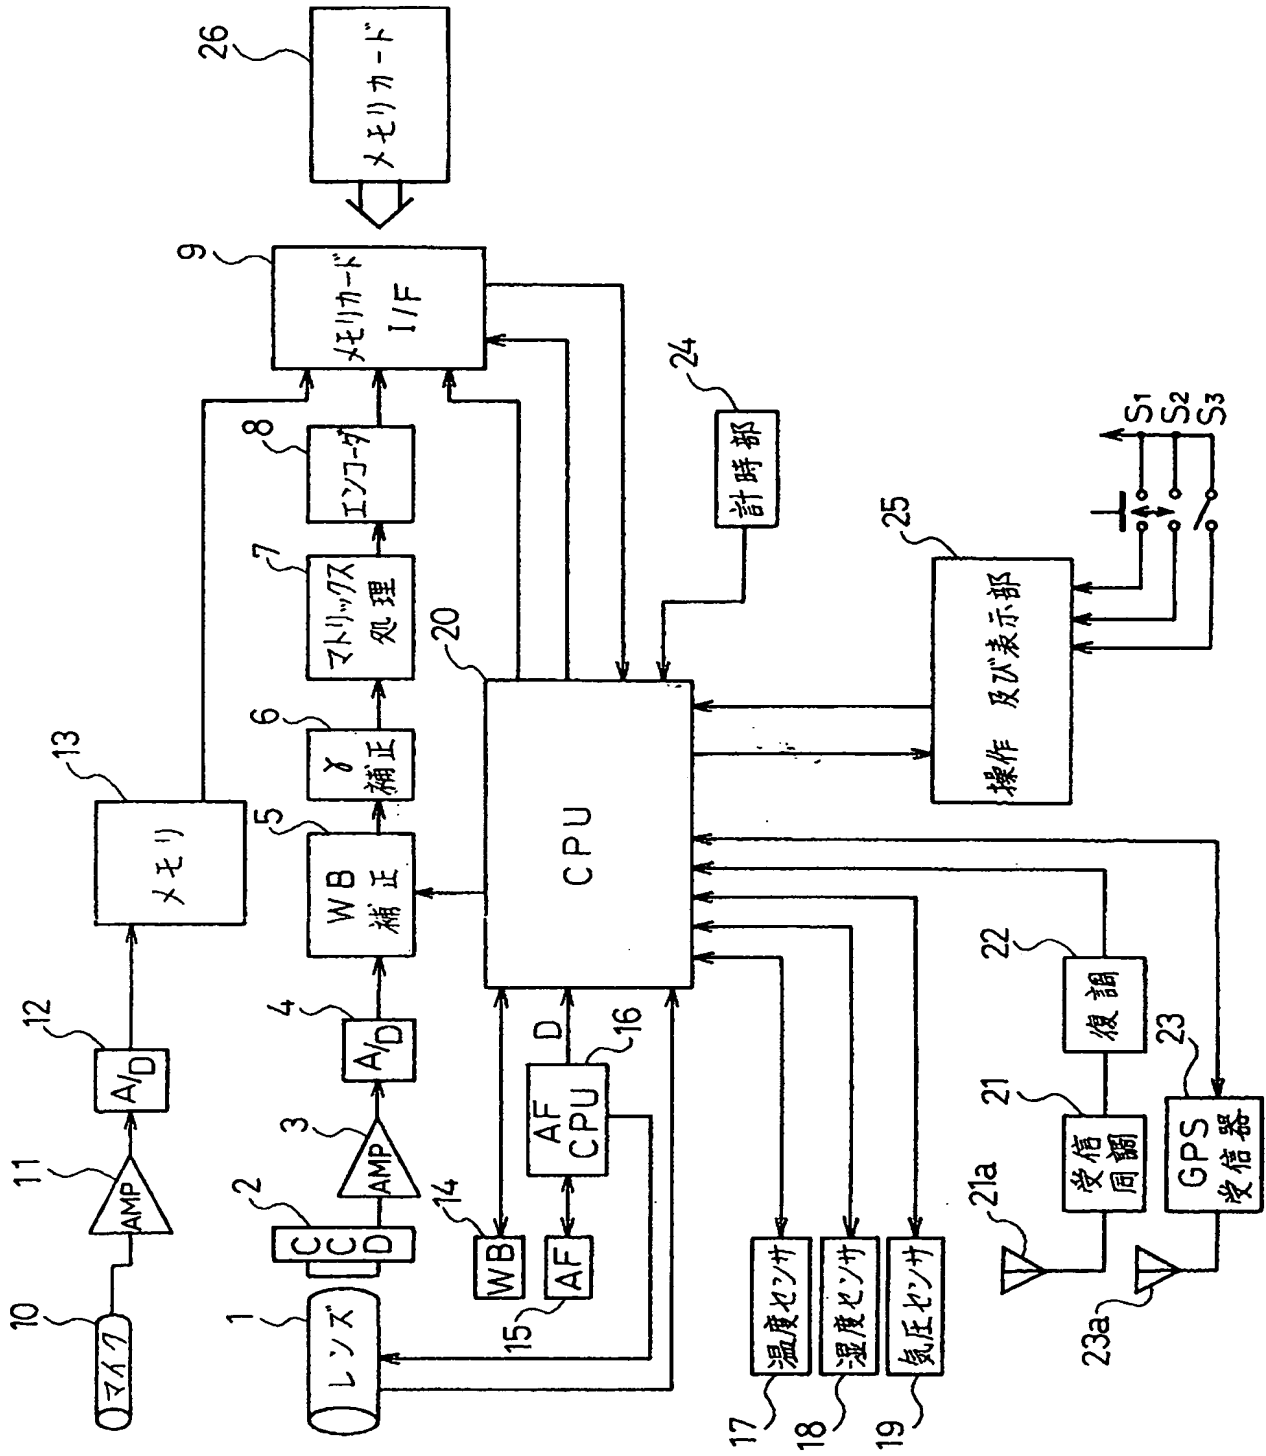 10
マイク
11
AMP
12
A/D
13
メモリ
1
レンズ
2
CCD
3
AMP
4
A/D
5
WB
補正
6
γ
補正
7
マトリックス
処理
8
エンコーダ
9
メモリカード
I/F
26
メモリカード
14
WB
15
AF
16
AF
CPU
D
20
CPU
24
計時部
17
温度センサ
18
湿度センサ
19
気圧センサ
21a
21
受信
同調
22
復調
23a
23
GPS
受信器
25
操作 及び表示部
S1
S2
S3